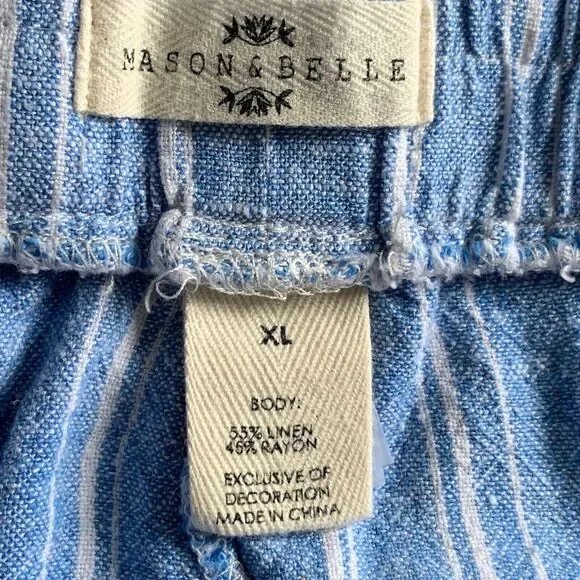 MASON & BELLE
XL
BODY:
55% LINEN
45% RAYON
EXCLUSIVE OF
DECORATION
MADE IN CHINA